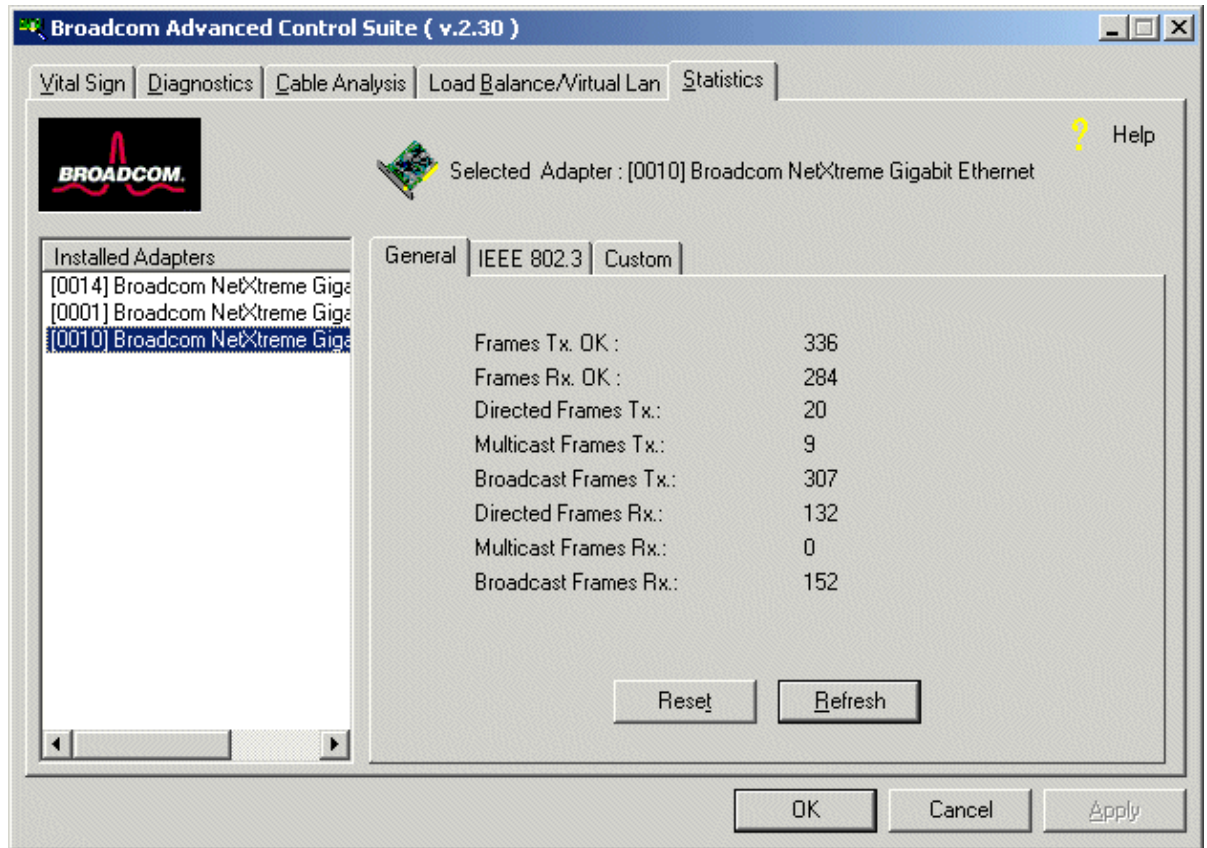 Broadcom Advanced Control Suite ( v.2.30 )
Vital Sign Diagnostics Cable Analysis Load Balance/Virtual Lan Statistics
BROADCOM.
Help
Selected Adapter : [0010] Broadcom NetXtreme Gigabit Ethernet
Installed Adapters
[0014] Broadcom NetXtreme Giga
[0001] Broadcom NetXtreme Giga
[0010] Broadcom NetXtreme Giga
General IEEE 802.3 Custom
Frames Tx. OK : 336
Frames Rx. OK : 284
Directed Frames Tx.: 20
Multicast Frames Tx.: 9
Broadcast Frames Tx.: 307
Directed Frames Rx.: 132
Multicast Frames Rx.: 0
Broadcast Frames Rx.: 152
Reset Refresh
OK Cancel Apply